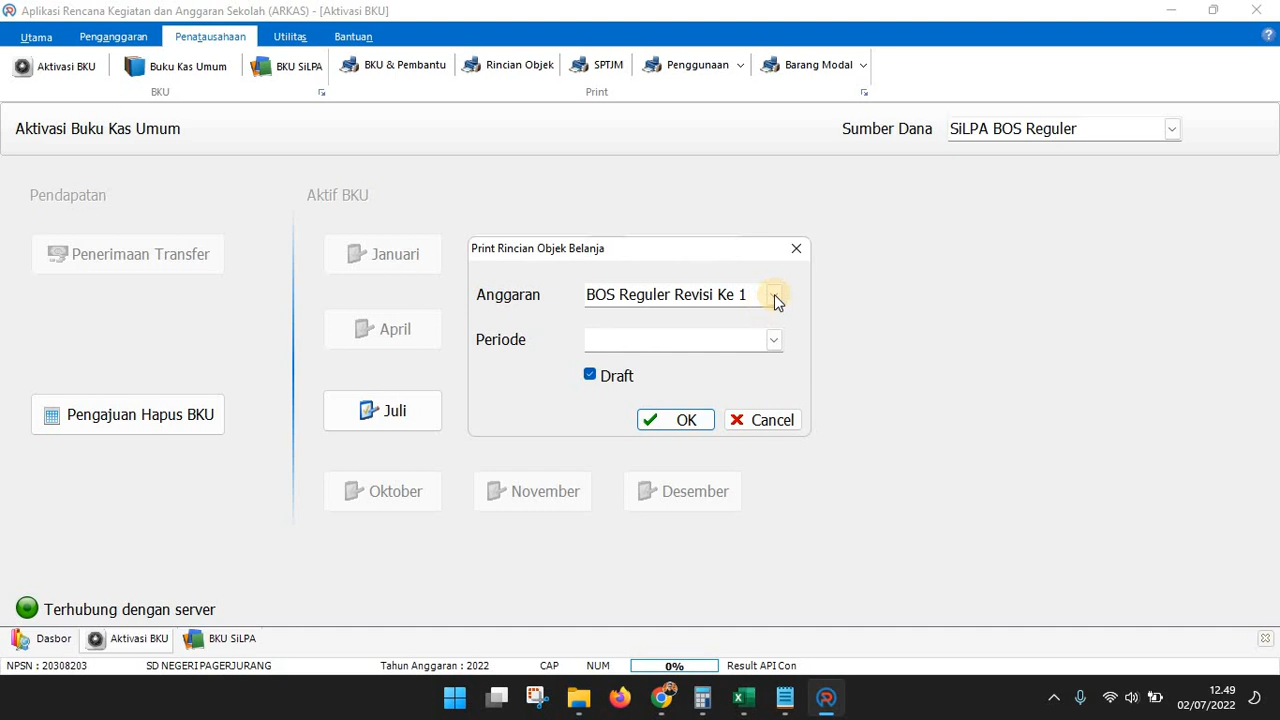 Aplikasi Rencana Kegiatan dan Anggaran Sekolah (ARKAS) - [Aktivasi BKU]
Utama Penganggaran Penatausahaan Utilitas Bantuan
Aktivasi BKU Buku Kas Umum BKU SiLPA BKU & Pembantu Rincian Objek SPTJM Penggunaan Barang Modal
BKU Print
Aktivasi Buku Kas Umum Sumber Dana SiLPA BOS Reguler
Pendapatan Aktif BKU
Penerimaan Transfer Januari
Print Rincian Objek Belanja
Anggaran BOS Reguler Revisi Ke 1
April
Periode
Draft
Pengajuan Hapus BKU Juli
OK Cancel
Oktober November Desember
Terhubung dengan server
Dasbor Aktivasi BKU BKU SiLPA
NPSN : 20308203 SD NEGERI PAGERJURANG Tahun Anggaran : 2022 CAP NUM 0% Result API Con
12.49
02/07/2022